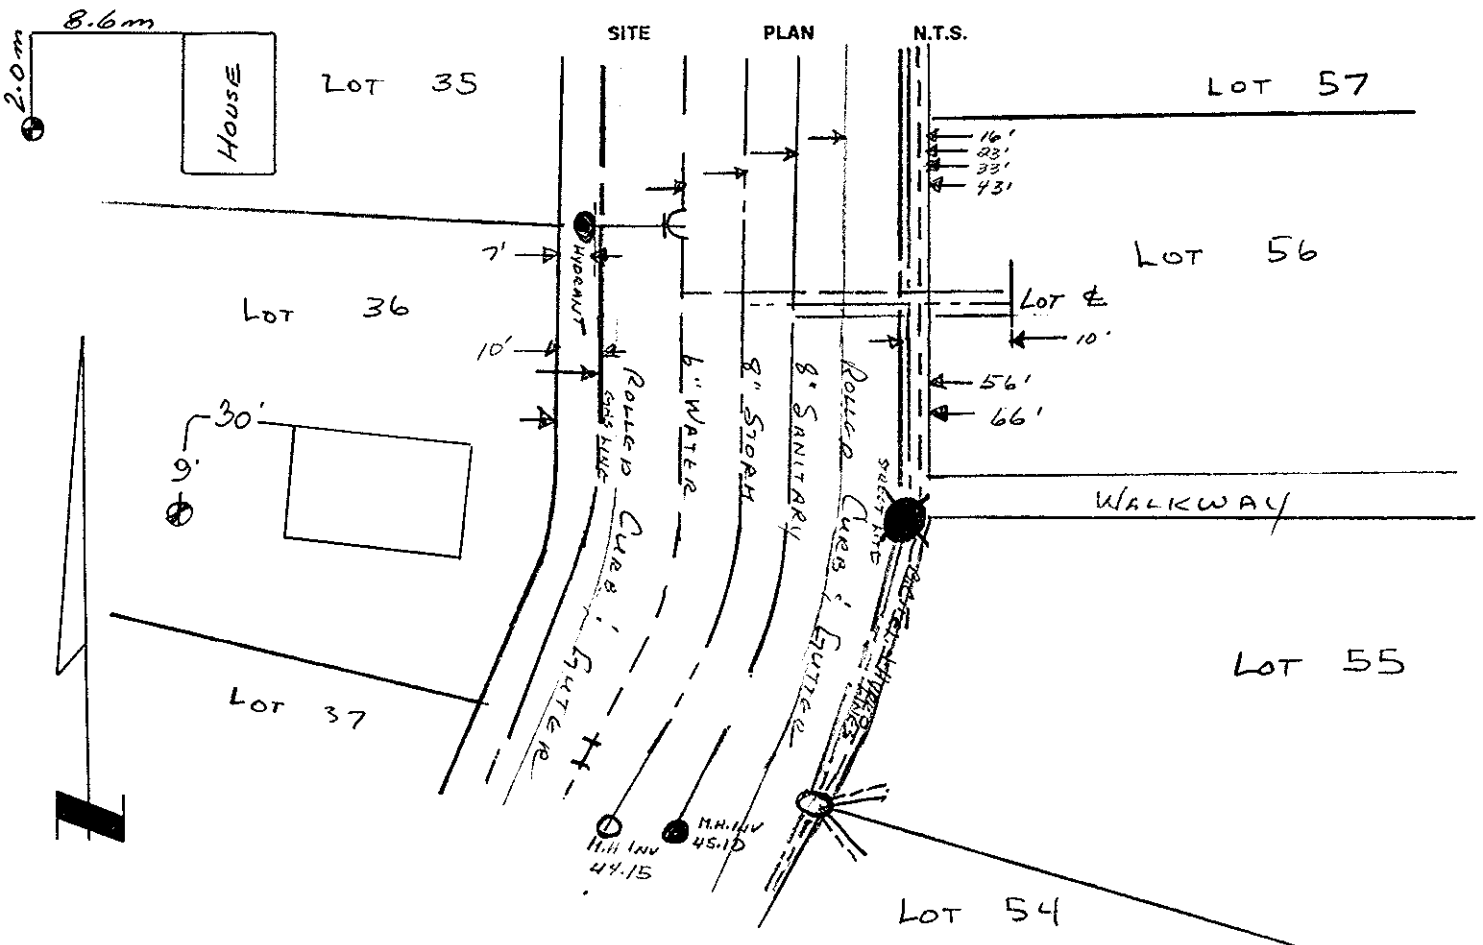 SITE PLAN N.T.S.
8.6m
2.0m
HOUSE
LOT 35
LOT 57
16'
23'
33'
43'
LOT 56
7'
HYDRANT
LOT 36
LOT ℄
10'
10'
56'
66'
30'
9'
ROLLED CURB & GUTTER
GAS LINE
6" WATER
8" STORM
8" SANITARY
ROLLED CURB & GUTTER
STREET LITE
WALKWAY
LOT 55
LOT 37
M.H INV
44.15
M.H. INV
45.10
LOT 54